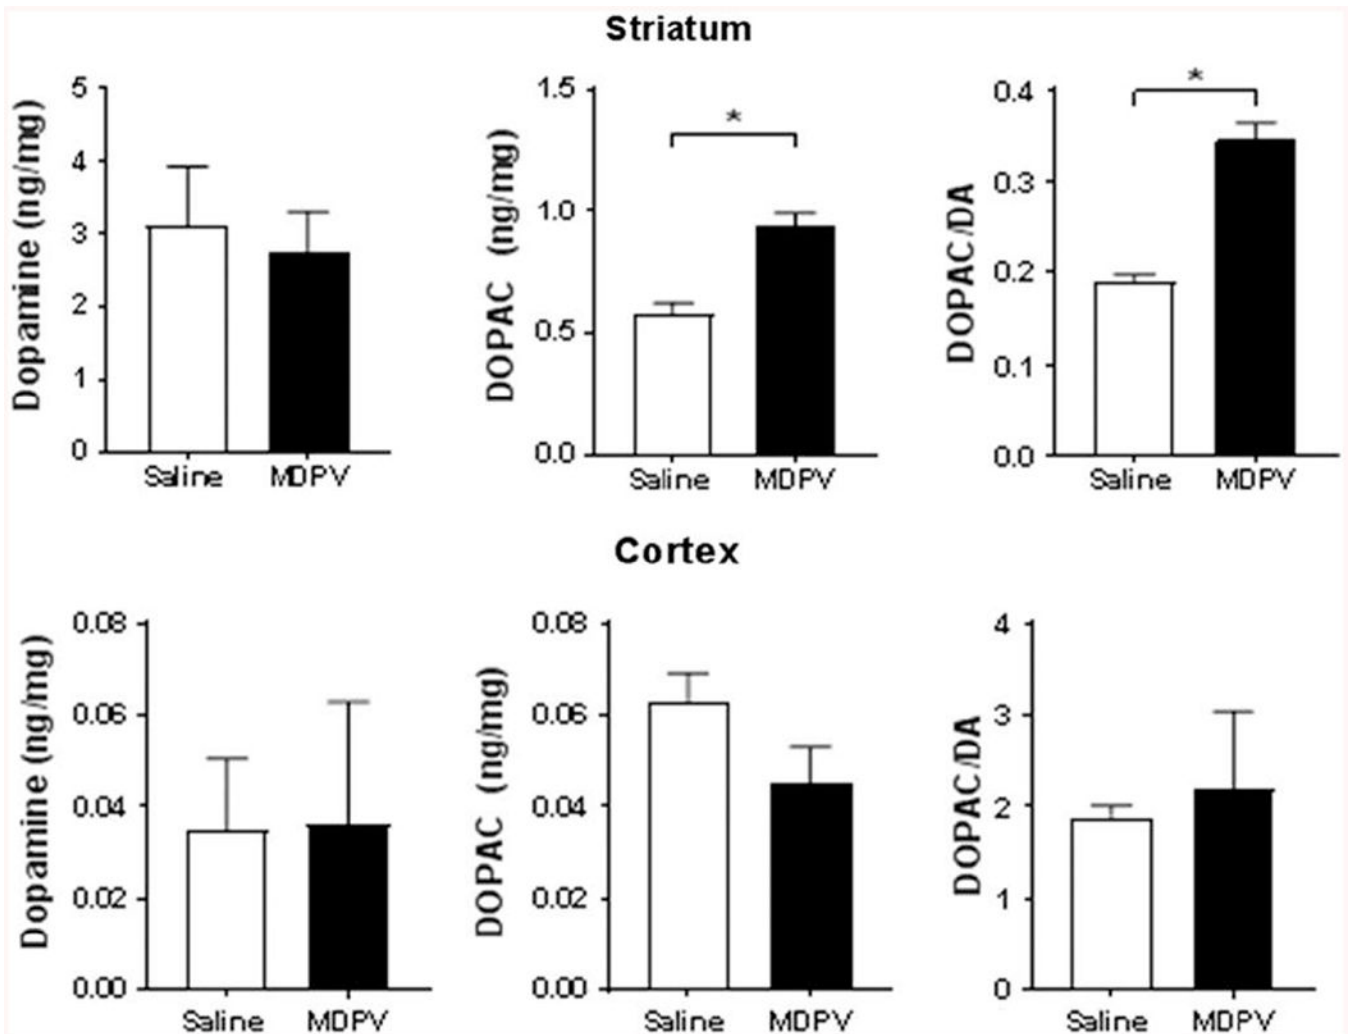 Striatum
Dopamine (ng/mg)
5
4
3
2
1
0
Saline MDPV
DOPAC (ng/mg)
1.5
1.0
0.5
0.0
*
Saline MDPV
DOPAC/DA
0.4
0.3
0.2
0.1
0.0
*
Saline MDPV
Cortex
Dopamine (ng/mg)
0.08
0.06
0.04
0.02
0.00
Saline MDPV
DOPAC (ng/mg)
0.08
0.06
0.04
0.02
0.00
Saline MDPV
DOPAC/DA
4
3
2
1
0
Saline MDPV